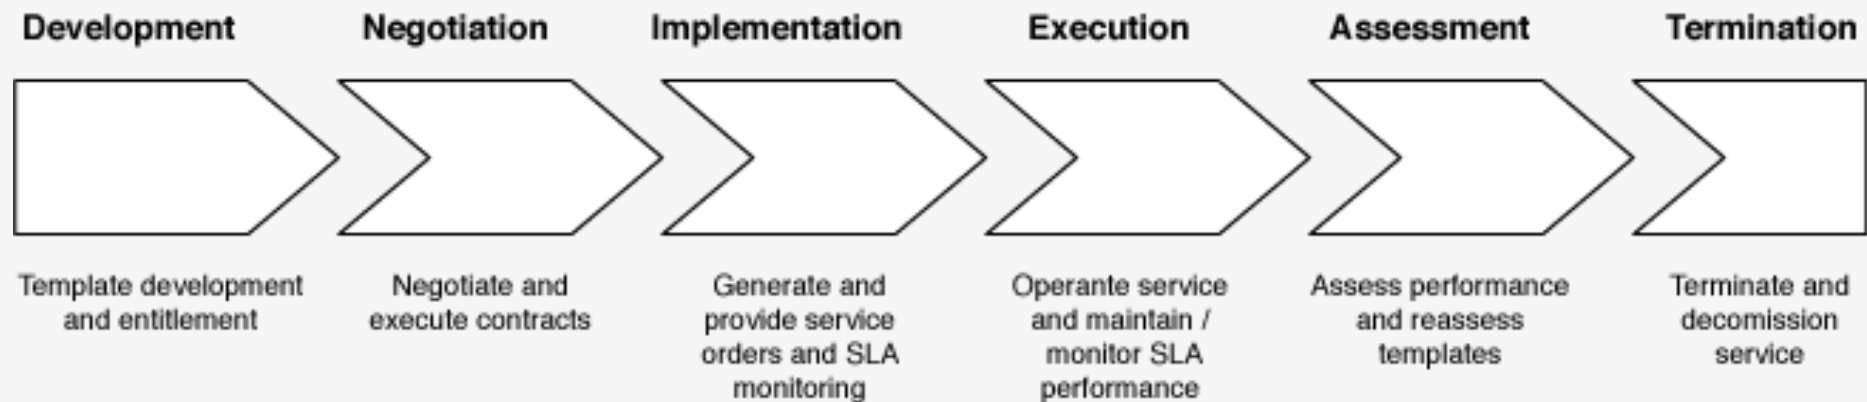 Development
Negotiation
Implementation
Execution
Assessment
Termination
Template development
and entitlement
Negotiate and
execute contracts
Generate and
provide service
orders and SLA
monitoring
Operante service
and maintain /
monitor SLA
performance
Assess performance
and reassess
templates
Terminate and
decomission
service